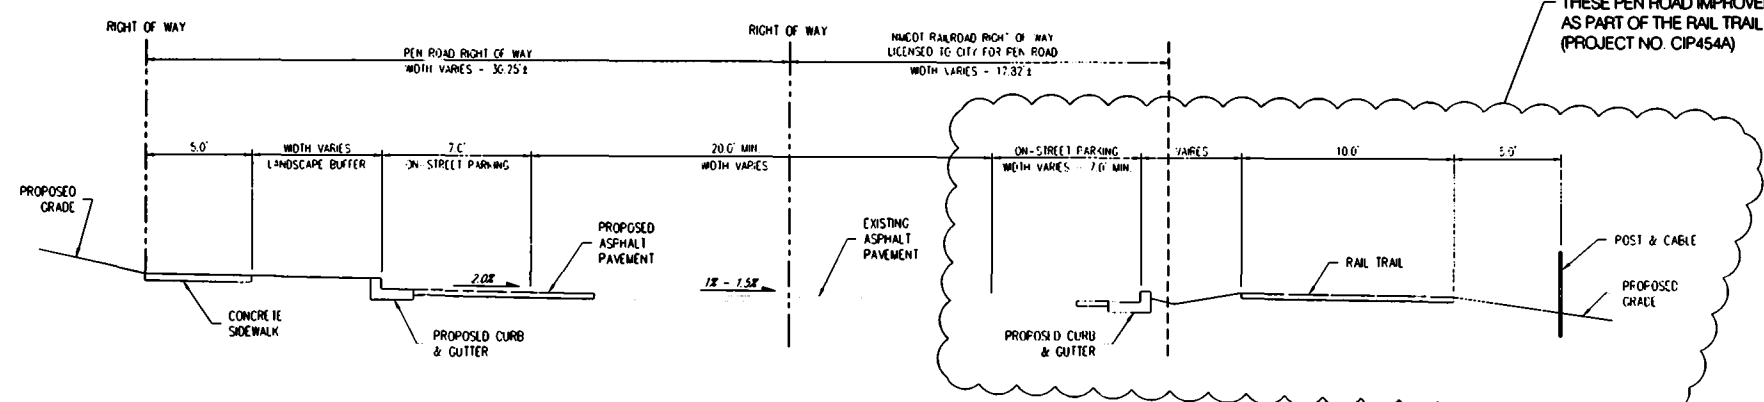 THESE PEN ROAD IMPROVE
AS PART OF THE RAIL TRAIL
(PROJECT NO. CIP454A)
RIGHT OF WAY
RIGHT OF WAY
PEN ROAD RIGHT OF WAY
WIDTH VARIES - 30.25'±
NMDOT RAILROAD RIGHT OF WAY
LICENSED TO CITY FOR PEN ROAD
WIDTH VARIES - 17.32'±
5.0'
WIDTH VARIES
LANDSCAPE BUFFER
7.0'
ON-STREET PARKING
20.0' MIN.
WIDTH VARIES
ON-STREET PARKING
WIDTH VARIES - 7.0' MIN.
VAIRES
10.0'
5.0'
PROPOSED
GRADE
PROPOSED
ASPHALT
PAVEMENT
EXISTING
ASPHALT
PAVEMENT
POST & CABLE
RAIL TRAIL
2.0%
1% - 1.5%
PROPOSED
GRADE
CONCRETE
SIDEWALK
PROPOSED CURB
& GUTTER
PROPOSED CURB
& GUTTER